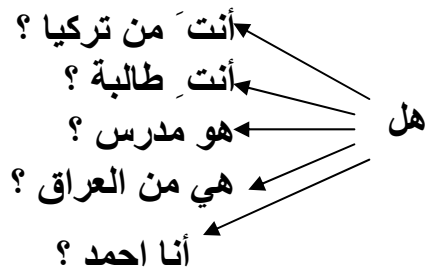 أنت َ من تركيا ؟
أنت ِ طالبة ؟
هل
هو مدرس ؟
هي من العراق ؟
أنا احمد ؟